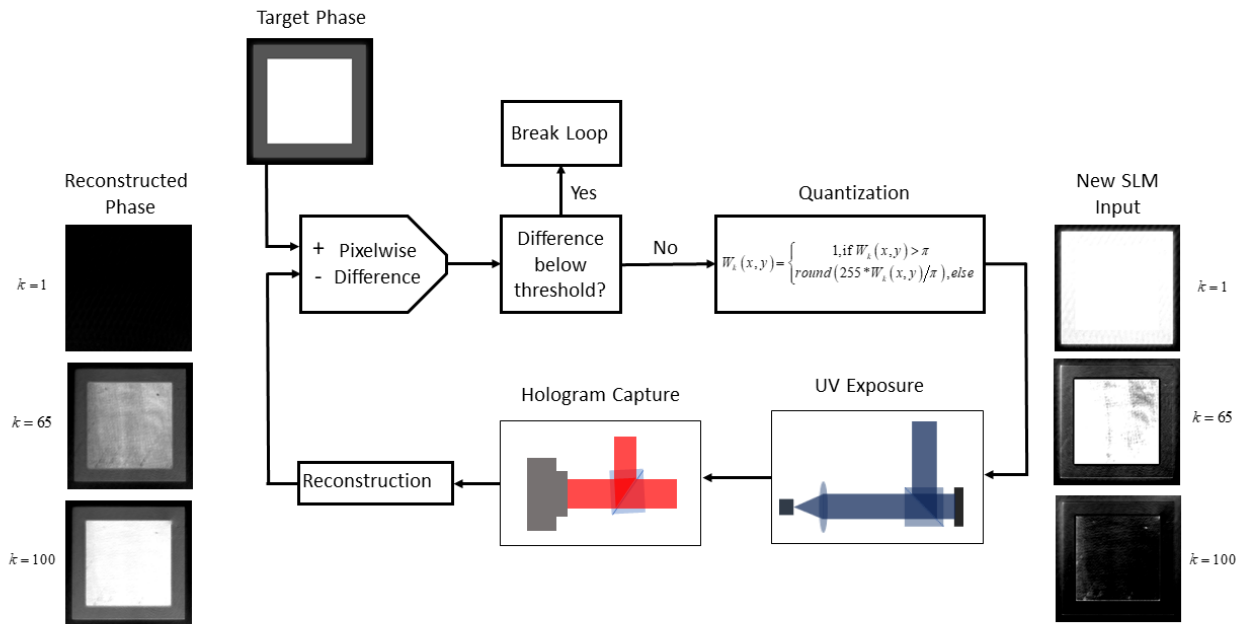 Target Phase
Break Loop
Yes
Reconstructed
Phase
Quantization
New SLM
Input
+ Pixelwise
- Difference
Difference
below
threshold?
No
W_k(x,y) = { 1, if W_k(x,y) > π
round(255*W_k(x,y)/π), else
k=1
k=1
Hologram Capture
UV Exposure
k=65
k=65
Reconstruction
k=100
k=100